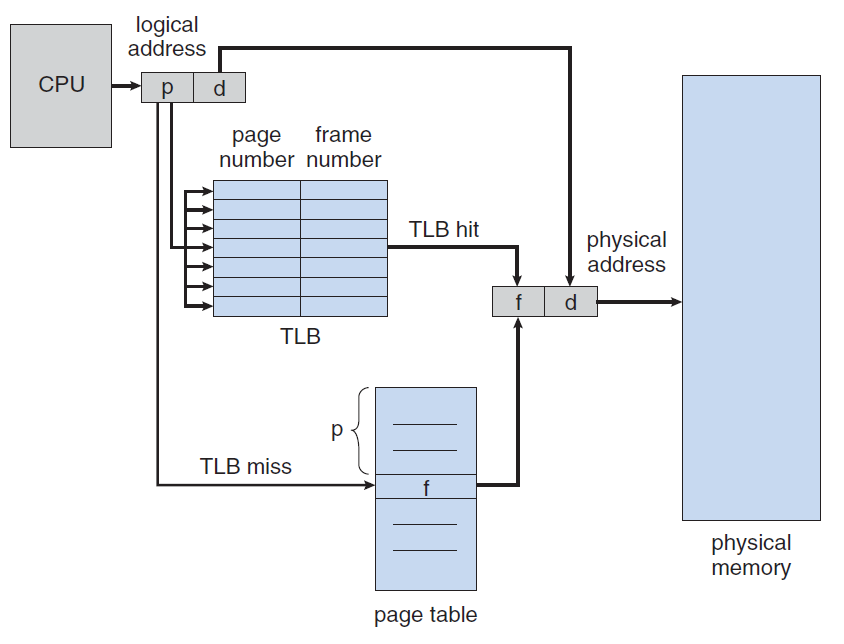 logical
address
CPU
p
d
page
number
frame
number
TLB hit
physical
address
f
d
TLB
p
TLB miss
f
page table
physical
memory